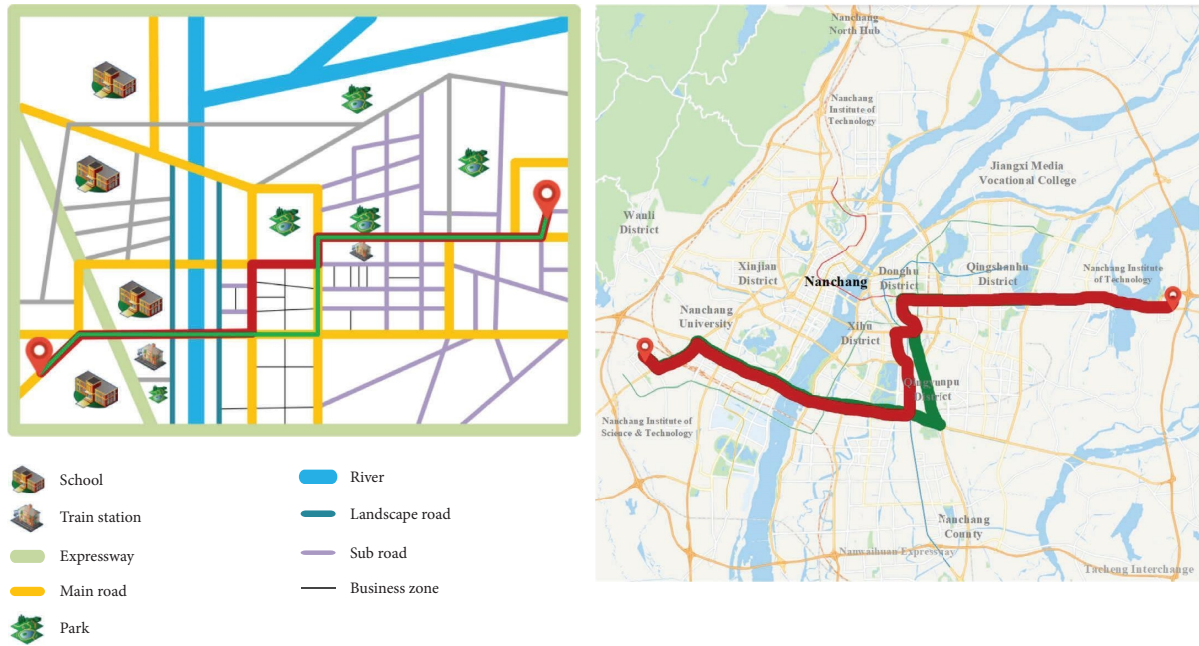 School
Train station
Expressway
Main road
Park
River
Landscape road
Sub road
Business zone
Nanchang
North Hub
Nanchang
Institute of
Technology
Jiangxi Media
Vocational College
Wanli
District
Xinjian
District
Nanchang
Donghu
District
Qingshanhu
District
Nanchang Institute
of Technology
Nanchang
University
Xihu
District
Qingyunpu
District
Nanchang Institute of
Science & Technology
Nanchang
County
Nanwaihuan Expressway
Tacheng Interchange